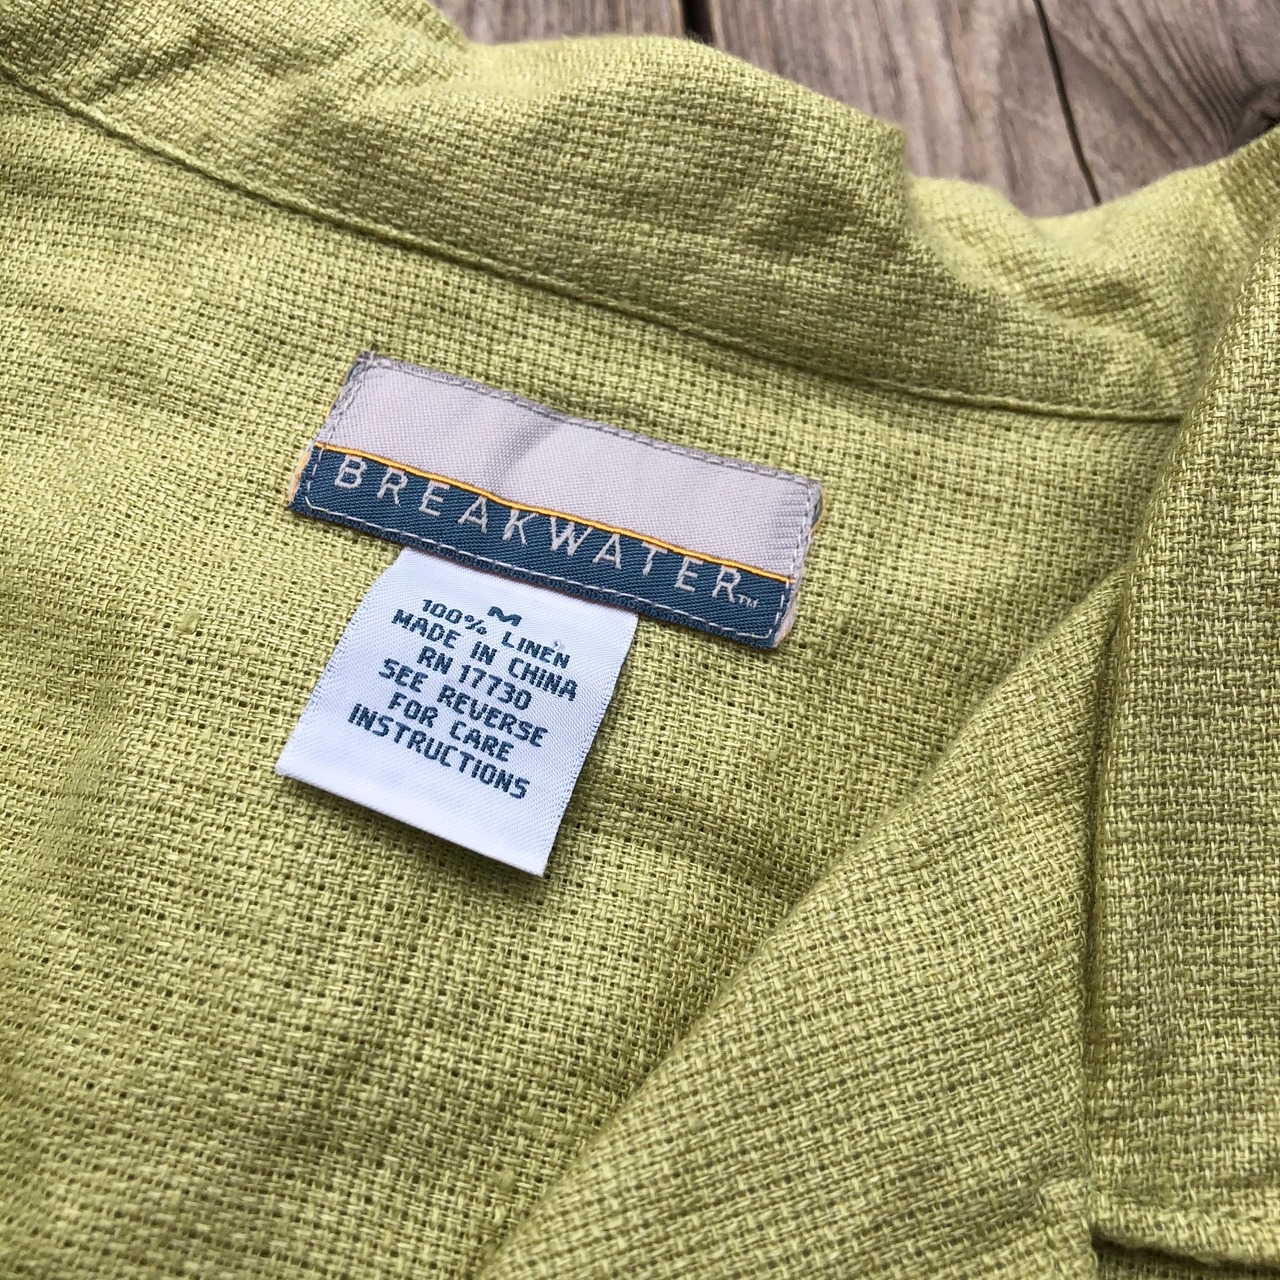 BREAKWATER™
M
100% LINEN
MADE IN CHINA
RN 17730
SEE REVERSE
FOR CARE
INSTRUCTIONS